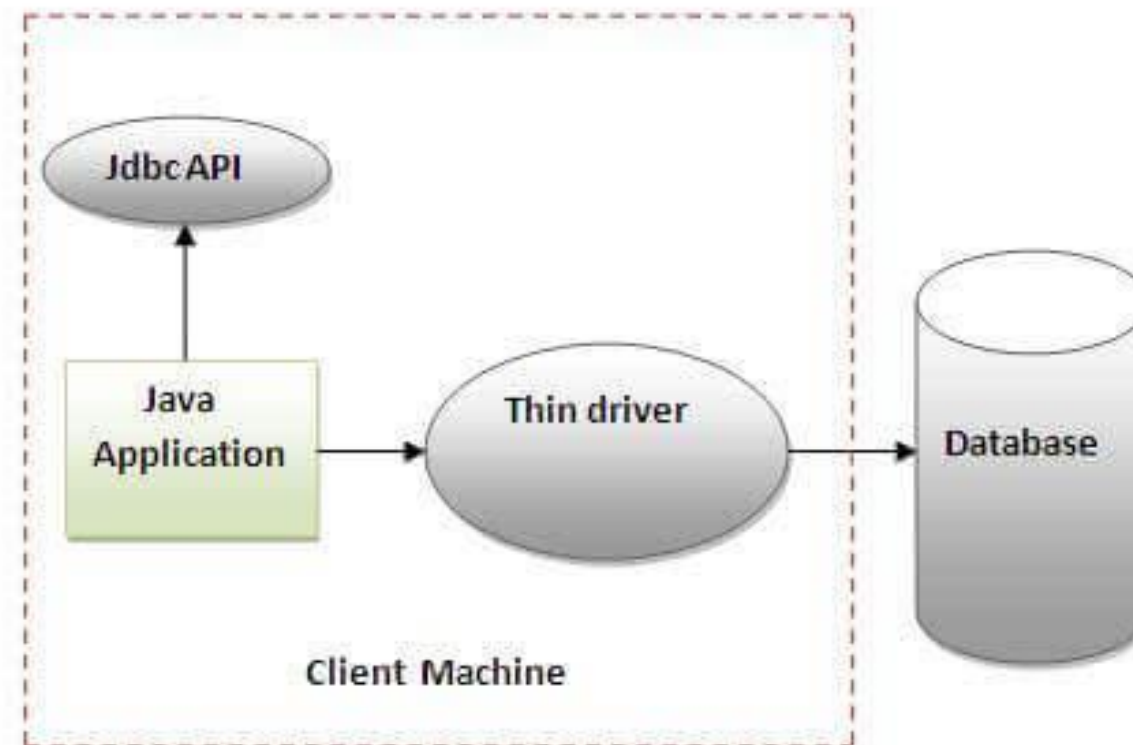 Jdbc API
Java
Application
Thin driver
Database
Client Machine